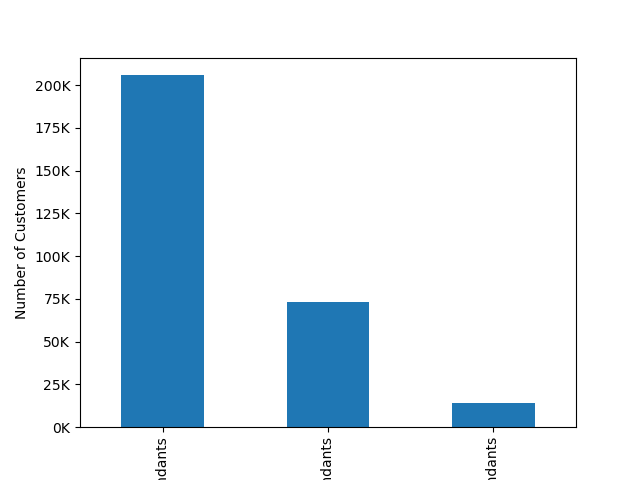 200K
175K
150K
125K
100K
75K
50K
25K
0K
Number of Customers
ndants
ndants
ndants